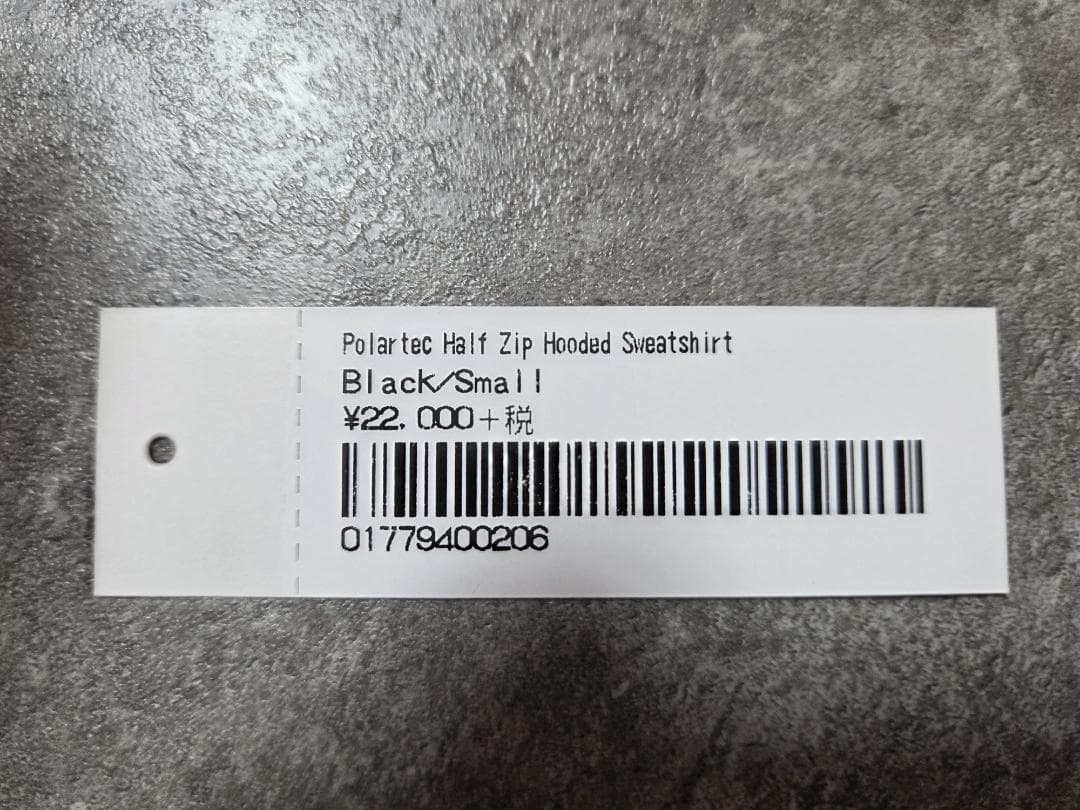 Polartec Half Zip Hooded Sweatshirt
Black/Small
¥22,000+税
01779400206